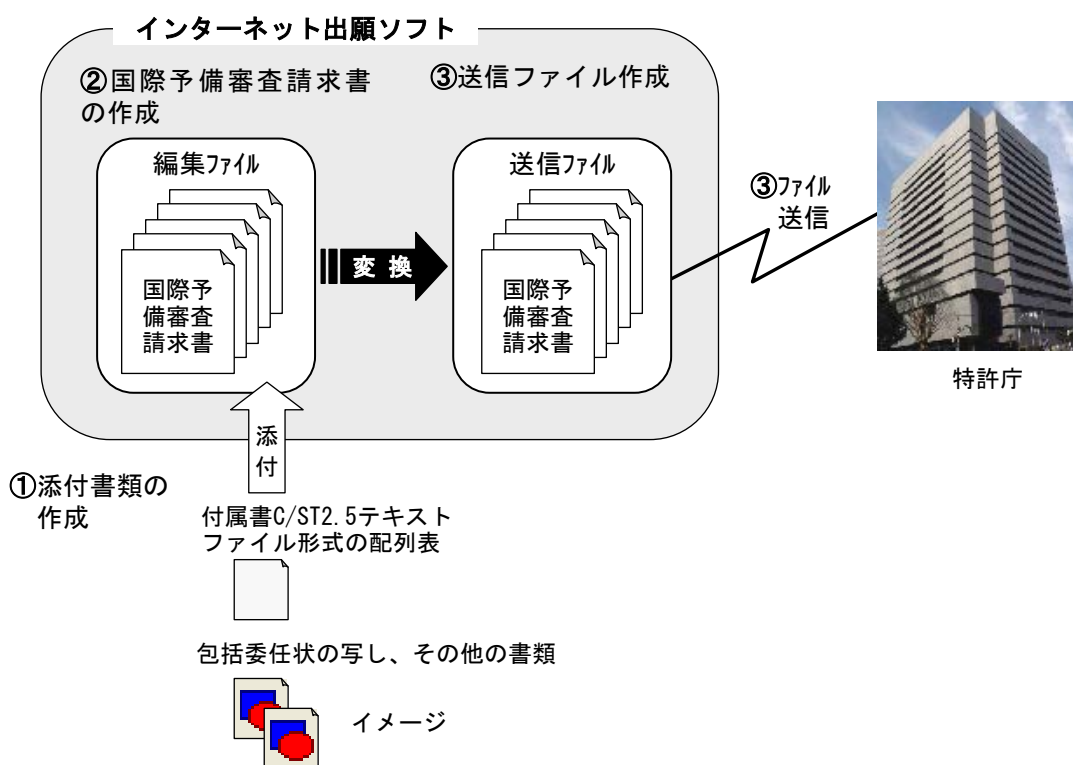 インターネット出願ソフト
②国際予備審査請求書
の作成
③送信ファイル作成
編集ﾌｧｲﾙ
国際予
備審査
請求書
変換
送信ファイル
国際予
備審査
請求書
③ﾌｧｲﾙ
送信
特許庁
添
付
①添付書類の
作成
付属書C/ST2.5テキスト
ファイル形式の配列表
包括委任状の写し、その他の書類
イメージ